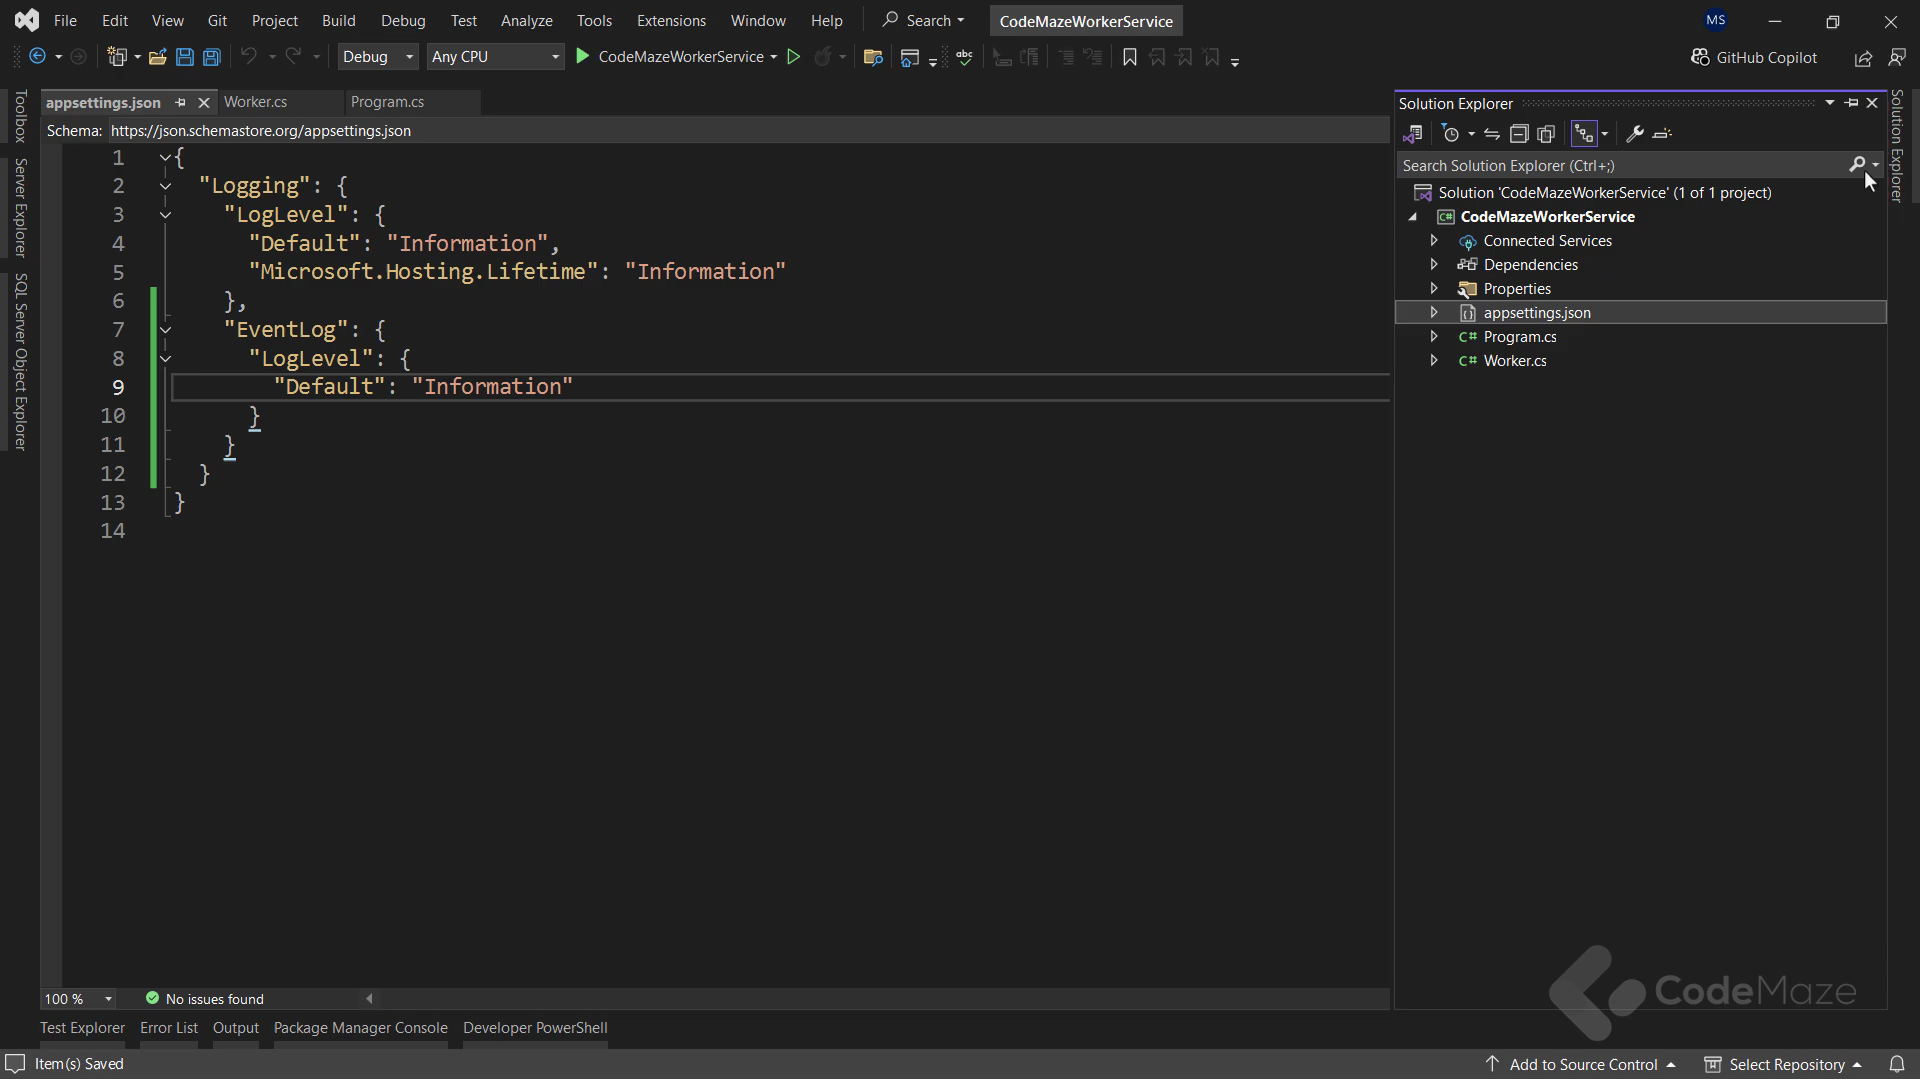 File Edit View Git Project Build Debug Test Analyze Tools Extensions Window Help Search CodeMazeWorkerService MS
Debug Any CPU CodeMazeWorkerService abc GitHub Copilot
appsettings.json Worker.cs Program.cs
Schema: https://json.schemastore.org/appsettings.json
1 {
2 "Logging": {
3 "LogLevel": {
4 "Default": "Information",
5 "Microsoft.Hosting.Lifetime": "Information"
6 },
7 "EventLog": {
8 "LogLevel": {
9 "Default": "Information"
10 }
11 }
12 }
13 }
14
Toolbox
Server Explorer
SQL Server Object Explorer
Solution Explorer
Search Solution Explorer (Ctrl+;)
Solution 'CodeMazeWorkerService' (1 of 1 project)
C# CodeMazeWorkerService
Connected Services
Dependencies
Properties
appsettings.json
C# Program.cs
C# Worker.cs
Solution Explorer
CodeMaze
100 % No issues found
Test Explorer Error List Output Package Manager Console Developer PowerShell
Item(s) Saved Add to Source Control Select Repository